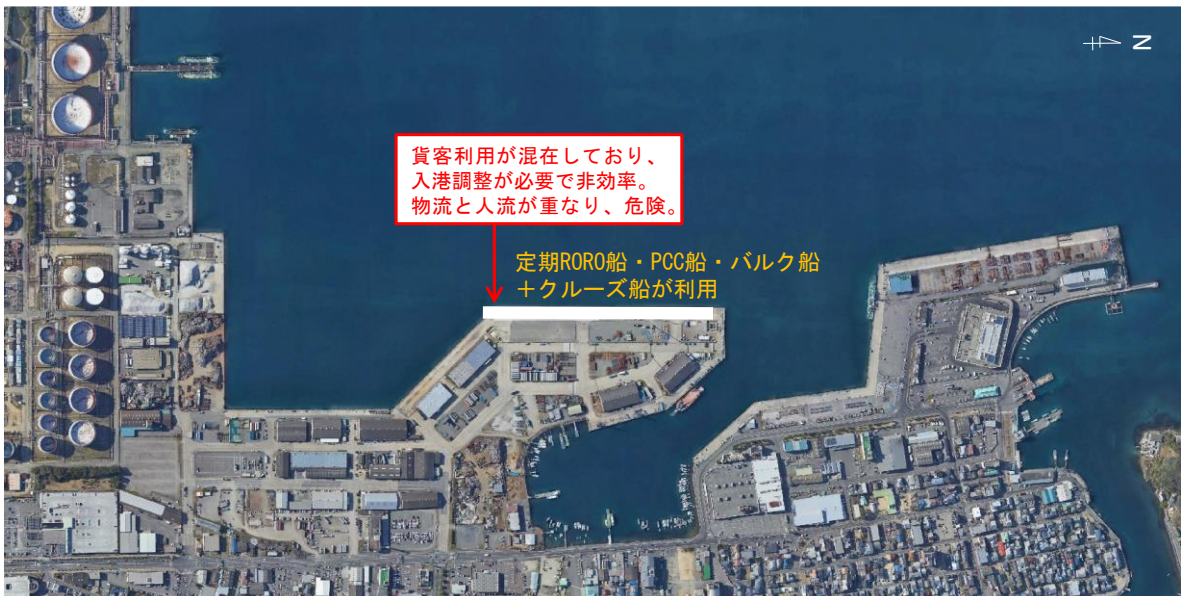 N
貨客利用が混在しており、
入港調整が必要で非効率。
物流と人流が重なり、危険。
定期RORO船・PCC船・バルク船
＋クルーズ船が利用